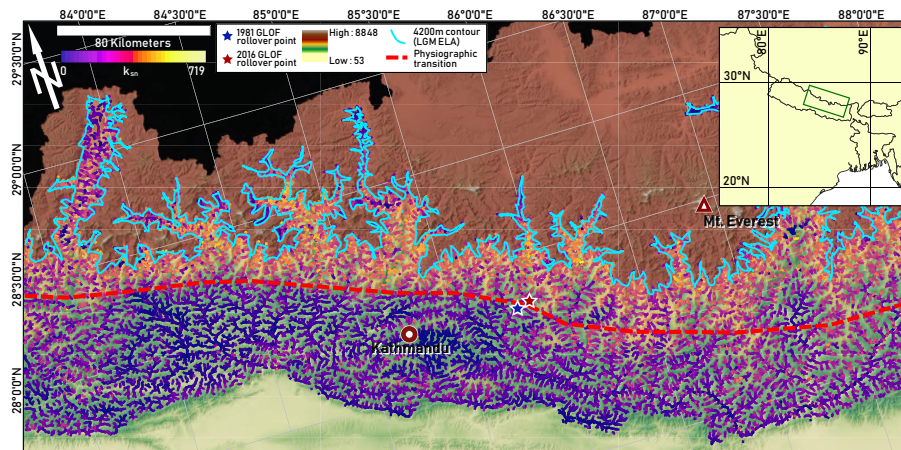 84°0'0"E 84°30'0"E 85°0'0"E 85°30'0"E 86°0'0"E 86°30'0"E 87°0'0"E 87°30'0"E 88°0'0"E
29°30'0"N
29°0'0"N
28°30'0"N
28°0'0"N
80 Kilometers
0 ksn 719
N
1981 GLOF
rollover point
2016 GLOF
rollover point
High : 8848
Low : 53
4200m contour
(LGM ELA)
Physiographic
transition
80°E 90°E
30°N
20°N
Mt. Everest
Kathmandu